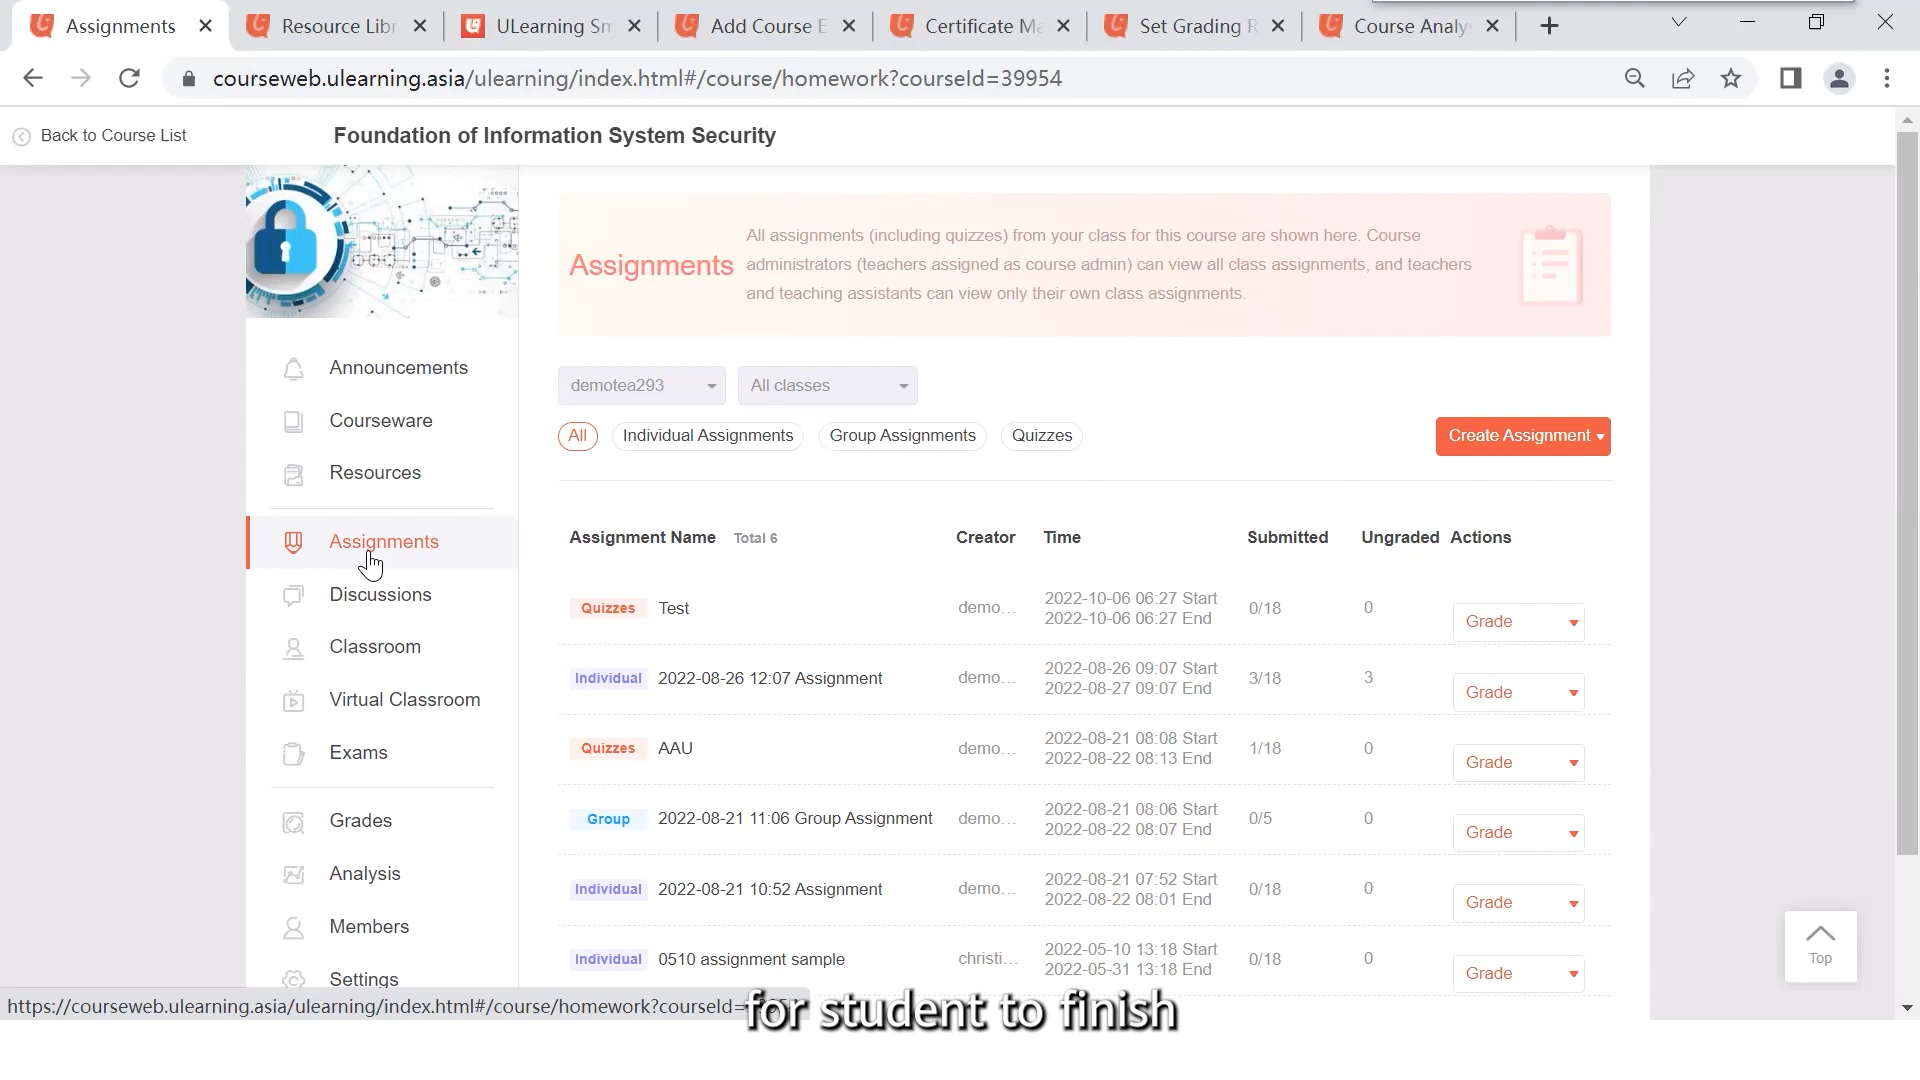 Assignments
Resource Libr
ULearning Sm
Add Course E
Certificate Ma
Set Grading R
Course Analy
courseweb.ulearning.asia/ulearning/index.html#/course/homework?courseId=39954
Back to Course List
Foundation of Information System Security
Announcements
Courseware
Resources
Assignments
Discussions
Classroom
Virtual Classroom
Exams
Grades
Analysis
Members
Settings
Assignments
All assignments (including quizzes) from your class for this course are shown here. Course
administrators (teachers assigned as course admin) can view all class assignments, and teachers
and teaching assistants can view only their own class assignments.
demotea293
All classes
All
Individual Assignments
Group Assignments
Quizzes
Create Assignment
Assignment Name Total 6 Creator Time Submitted Ungraded Actions
Quizzes Test demo... 2022-10-06 06:27 Start 0/18 0 Grade
2022-10-06 06:27 End
Individual 2022-08-26 12:07 Assignment demo... 2022-08-26 09:07 Start 3/18 3 Grade
2022-08-27 09:07 End
Quizzes AAU demo... 2022-08-21 08:08 Start 1/18 0 Grade
2022-08-22 08:13 End
Group 2022-08-21 11:06 Group Assignment demo... 2022-08-21 08:06 Start 0/5 0 Grade
2022-08-22 08:07 End
Individual 2022-08-21 10:52 Assignment demo... 2022-08-21 07:52 Start 0/18 0 Grade
2022-08-22 08:01 End
Individual 0510 assignment sample christi... 2022-05-10 13:18 Start 0/18 0 Grade
2022-05-31 13:18 End
Top
https://courseweb.ulearning.asia/ulearning/index.html#/course/homework?courseId=
for student to finish